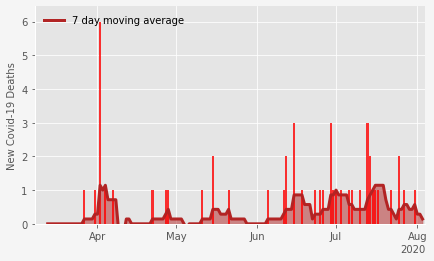 7 day moving average
New Covid-19 Deaths
6
5
4
3
2
1
0
Apr
May
Jun
Jul
Aug
2020